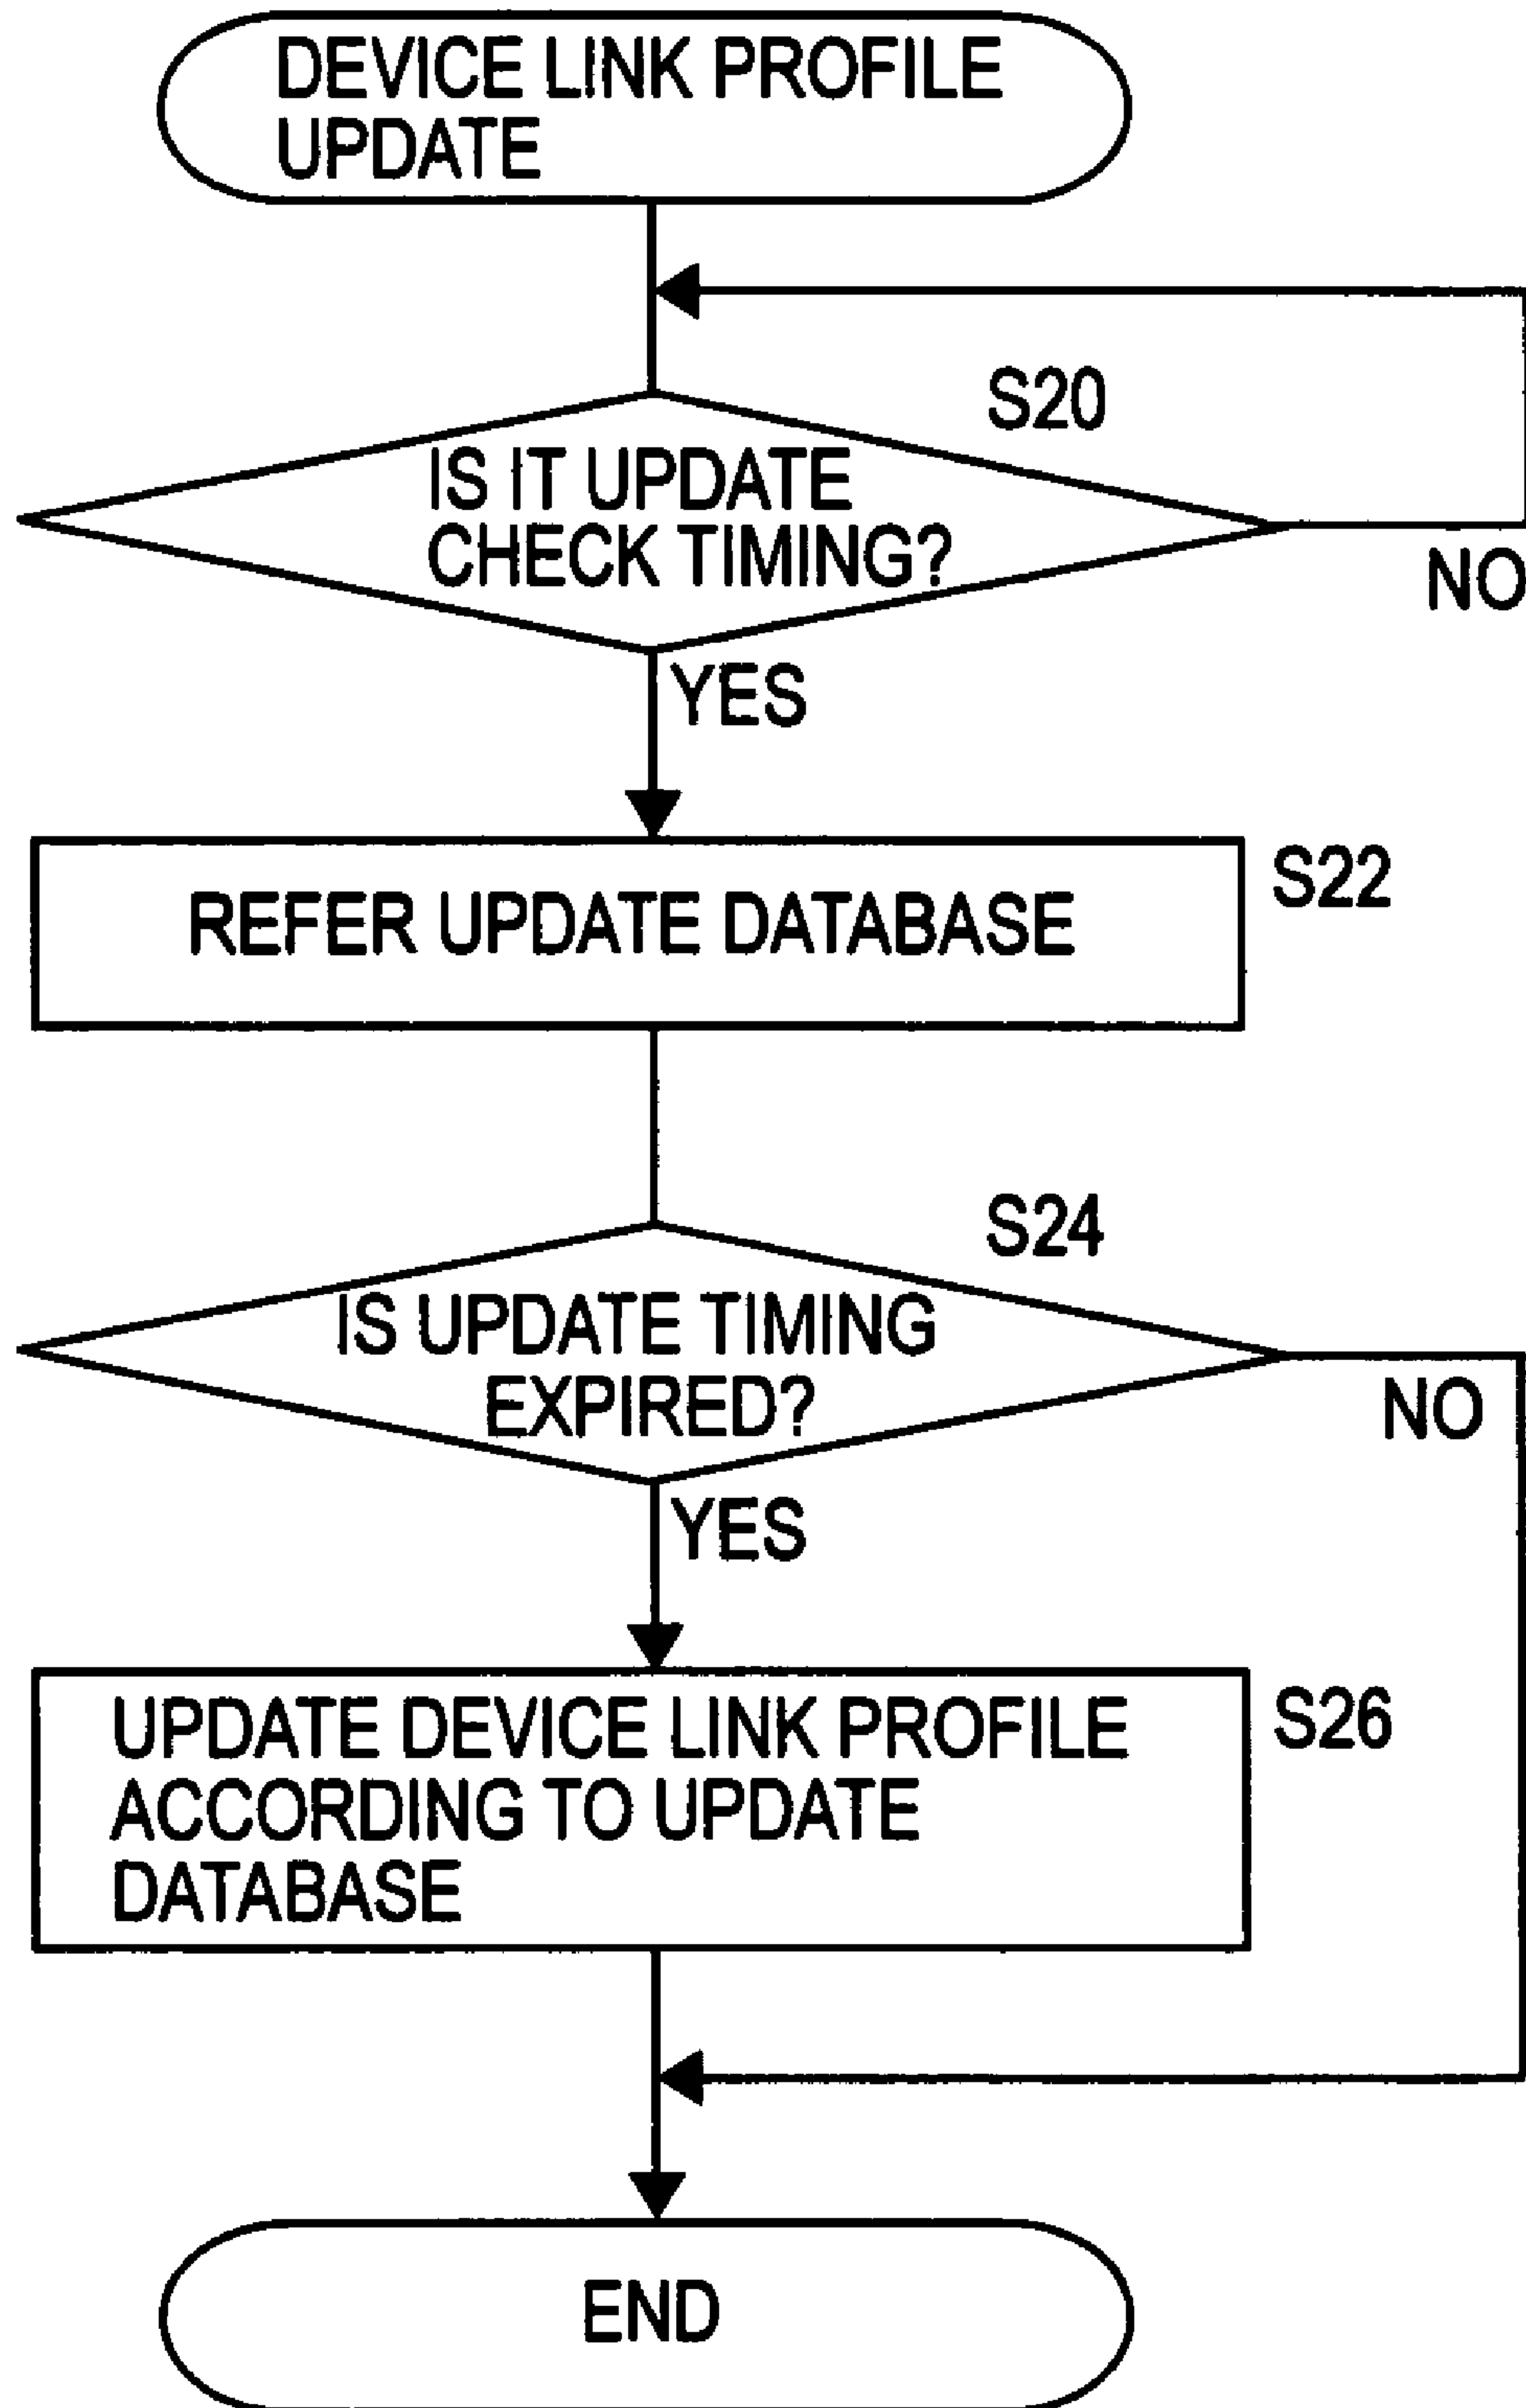 DEVICE LINK PROFILE
UPDATE
S20
IS IT UPDATE
CHECK TIMING?
NO
YES
S22
REFER UPDATE DATABASE
S24
IS UPDATE TIMING
EXPIRED?
NO
YES
S26
UPDATE DEVICE LINK PROFILE
ACCORDING TO UPDATE
DATABASE
END